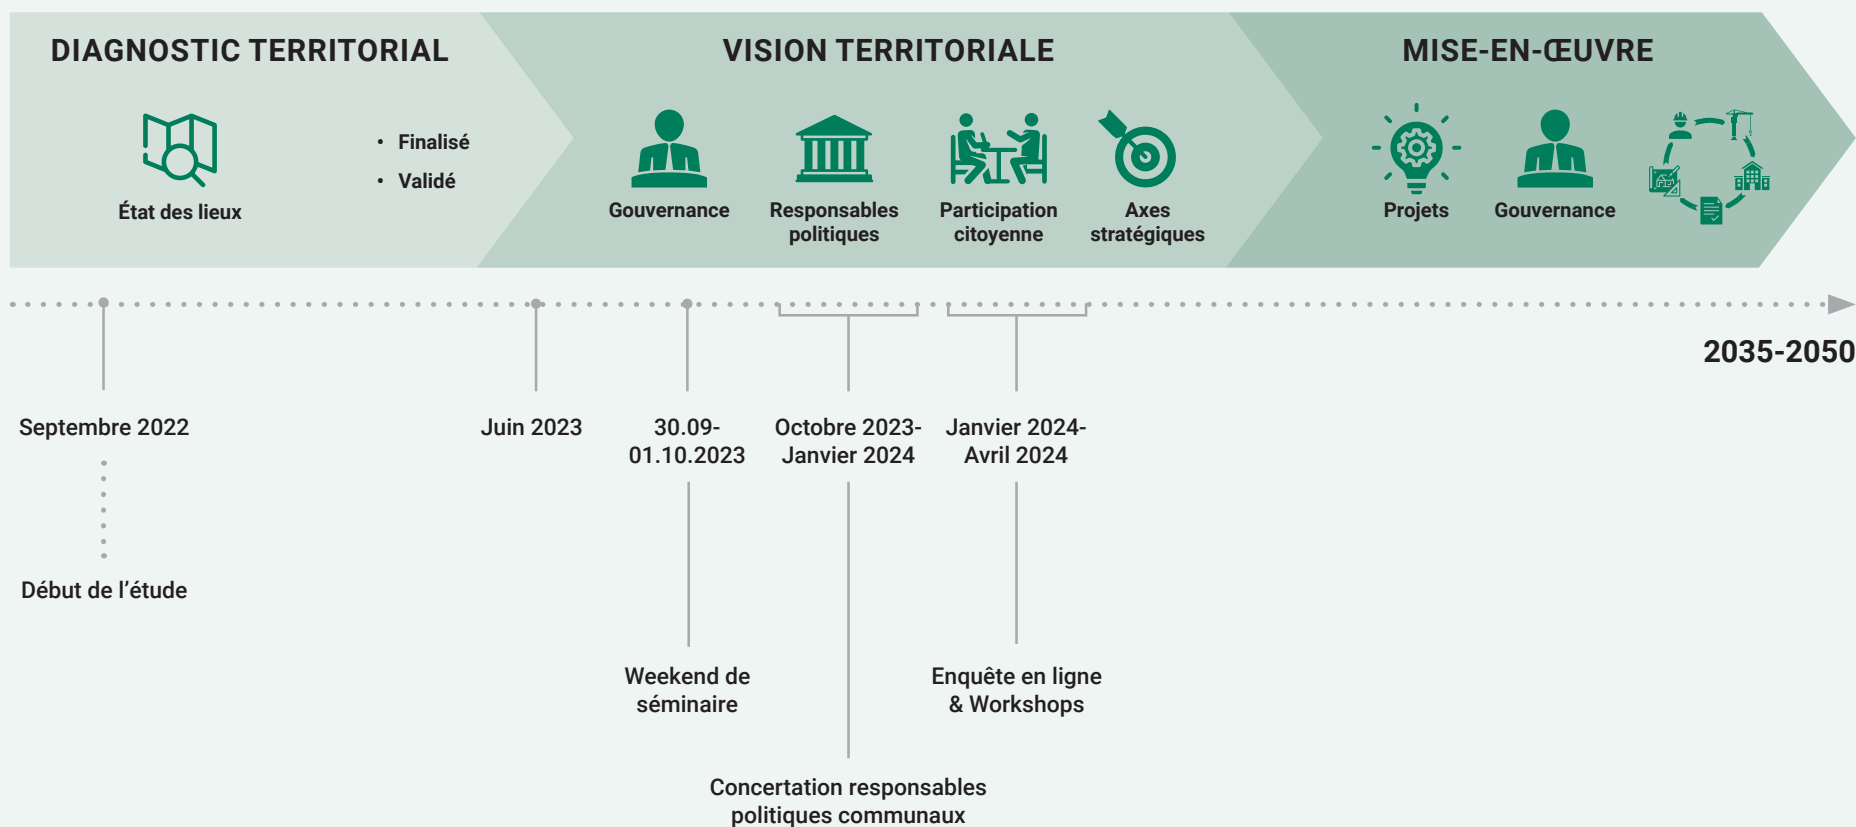 DIAGNOSTIC TERRITORIAL
État des lieux
• Finalisé
• Validé
VISION TERRITORIALE
Gouvernance
Responsables
politiques
Participation
citoyenne
Axes
stratégiques
MISE-EN-ŒUVRE
Projets
Gouvernance
2035-2050
Septembre 2022
Début de l'étude
Juin 2023
30.09-
01.10.2023
Weekend de
séminaire
Octobre 2023-
Janvier 2024
Concertation responsables
politiques communaux
Janvier 2024-
Avril 2024
Enquête en ligne
& Workshops